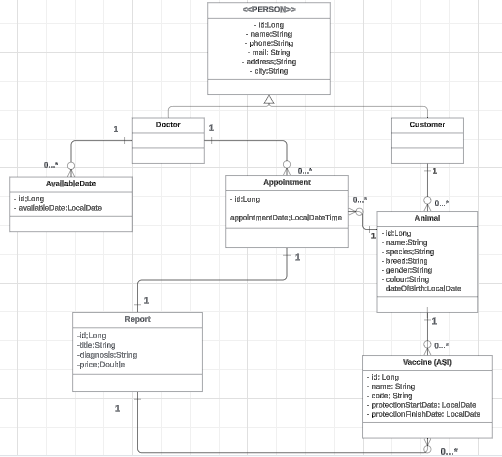 <<PERSON>>
- id:Long
- name:String
- phone:String
- mail: String
- address:String
- city:String
Doctor
Customer
1
1
0...*
0...*
1
AvailableDate
- id:Long
- availableDate:LocalDate
Appointment
- id:Long
appointmentDate:LocalDateTime
0...*
0...*
1
Animal
- id:Long
- name:String
- species:String
- breed:String
- gender:String
- colour:String
dateOfBirth:LocalDate
1
1
Report
-id:Long
-title:String
-diagnosis:String
-price:Double
1
0...*
Vaccine (AŞI)
- id: Long
- name: String
- code: String
- protectionStartDate: LocalDate
- protectionFinishDate: LocalDate
1
0...*